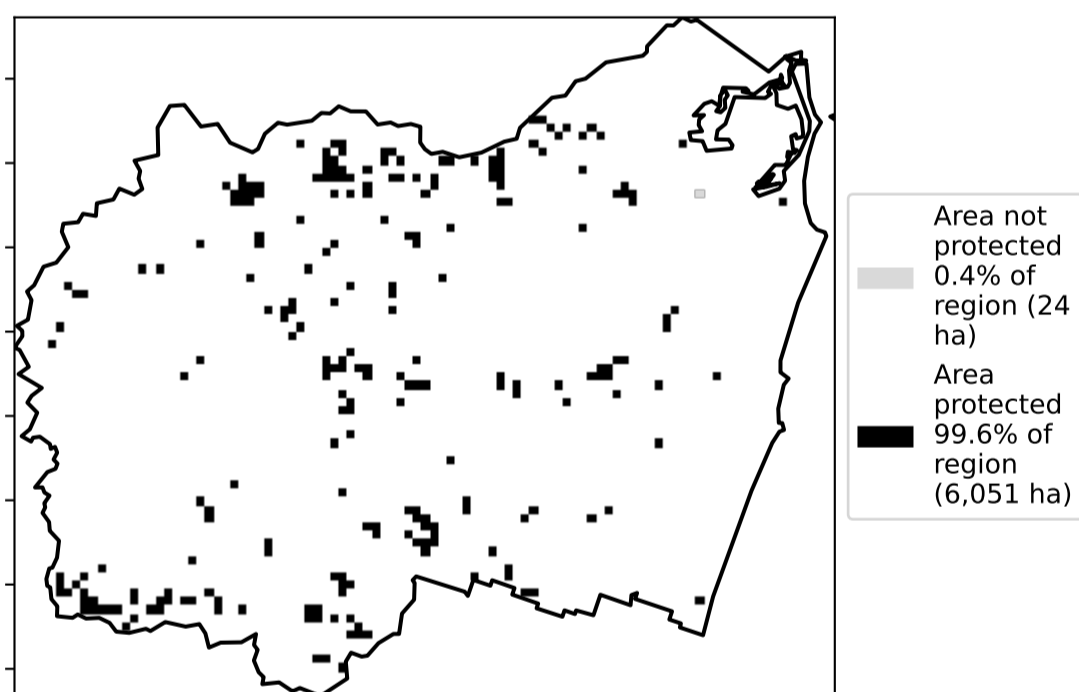 Area not
protected
0.4% of
region (24
ha)
Area
protected
99.6% of
region
(6,051 ha)